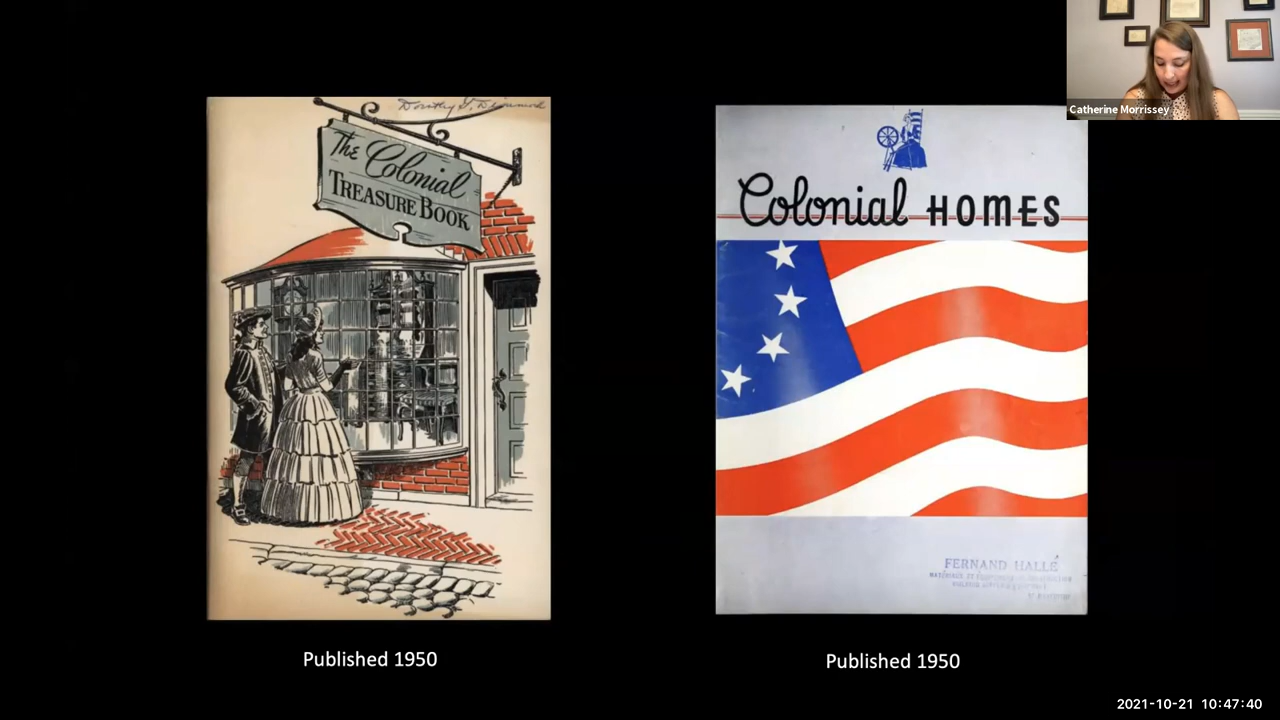 Catherine Morrissey
The Colonial
TREASURE BOOK
Colonial HOMES
FERNAND HALLÉ
Published 1950
Published 1950
2021-10-21 10:47:40